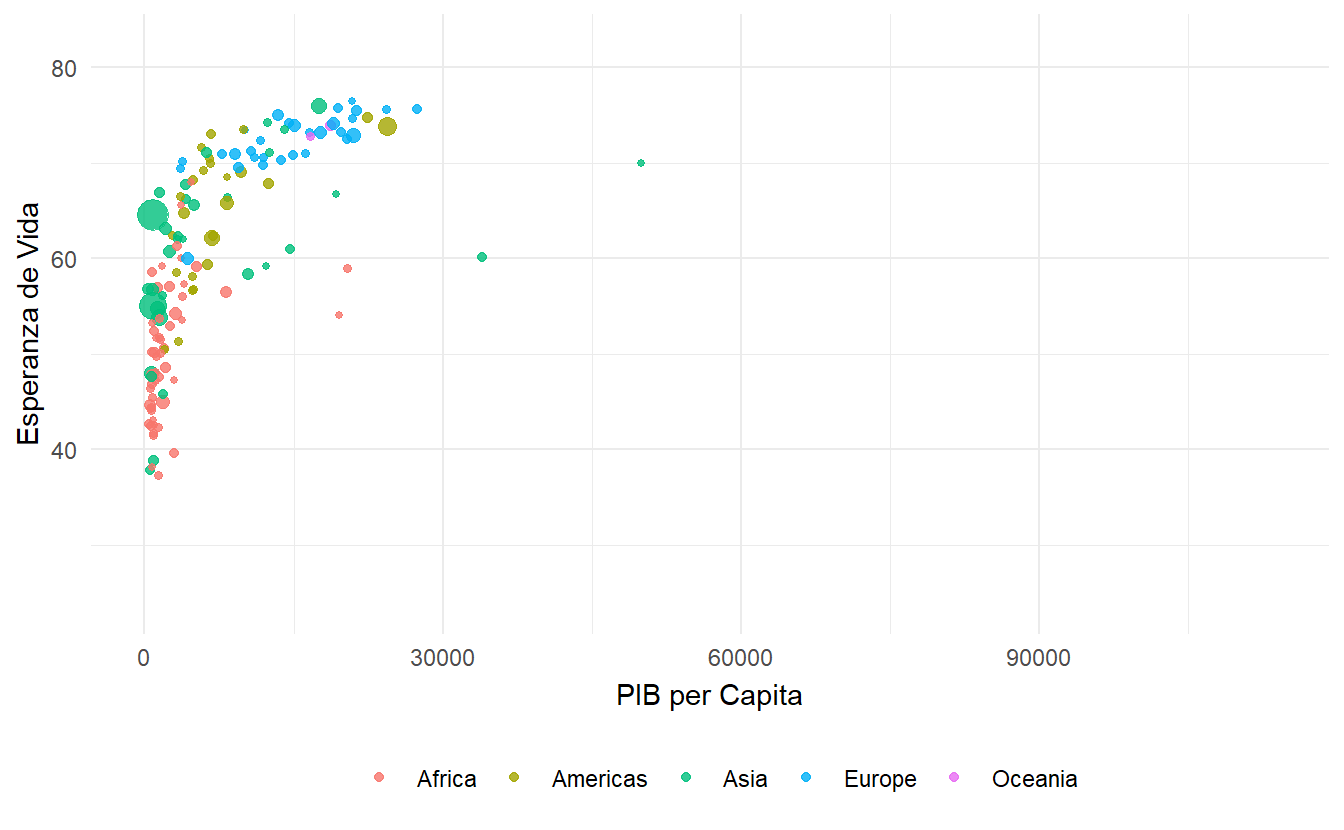 80
60
40
Esperanza de Vida
0 30000 60000 90000
PIB per Capita
Africa Americas Asia Europe Oceania